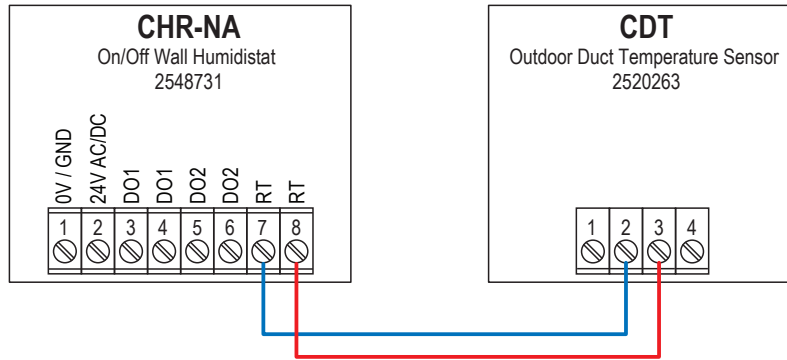 CHR-NA
On/Off Wall Humidistat
2548731
0V / GND
24V AC/DC
DO1
DO1
DO2
DO2
RT
RT
1 2 3 4 5 6 7 8
CDT
Outdoor Duct Temperature Sensor
2520263
1 2 3 4